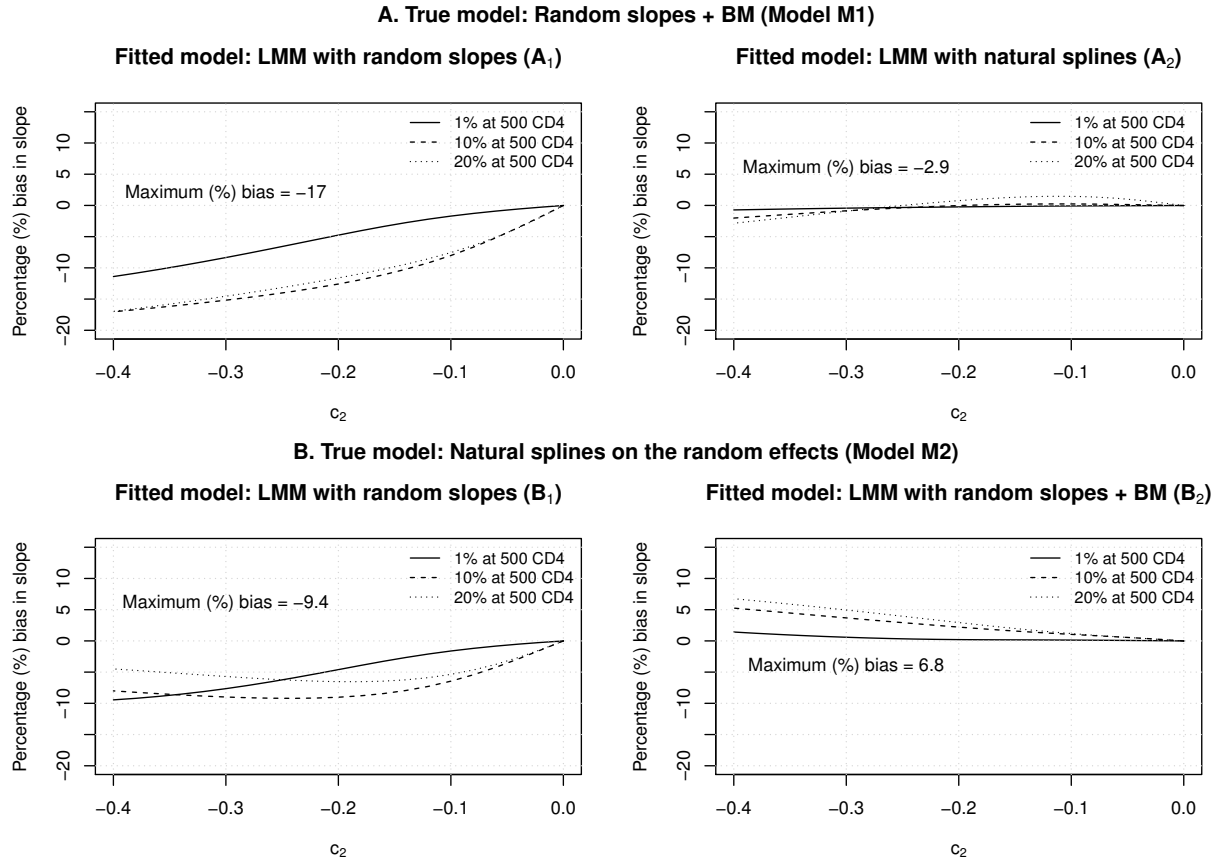 A. True model: Random slopes + BM (Model M1)
Fitted model: LMM with random slopes (A₁)
Percentage (%) bias in slope
10
5
0
−10
−20
1% at 500 CD4
10% at 500 CD4
20% at 500 CD4
Maximum (%) bias = −17
−0.4
−0.3
−0.2
−0.1
0.0
c₂
Fitted model: LMM with natural splines (A₂)
Percentage (%) bias in slope
10
5
0
−10
−20
1% at 500 CD4
10% at 500 CD4
20% at 500 CD4
Maximum (%) bias = −2.9
−0.4
−0.3
−0.2
−0.1
0.0
c₂
B. True model: Natural splines on the random effects (Model M2)
Fitted model: LMM with random slopes (B₁)
Percentage (%) bias in slope
10
5
0
−10
−20
1% at 500 CD4
10% at 500 CD4
20% at 500 CD4
Maximum (%) bias = −9.4
−0.4
−0.3
−0.2
−0.1
0.0
c₂
Fitted model: LMM with random slopes + BM (B₂)
Percentage (%) bias in slope
10
5
0
−10
−20
1% at 500 CD4
10% at 500 CD4
20% at 500 CD4
Maximum (%) bias = 6.8
−0.4
−0.3
−0.2
−0.1
0.0
c₂